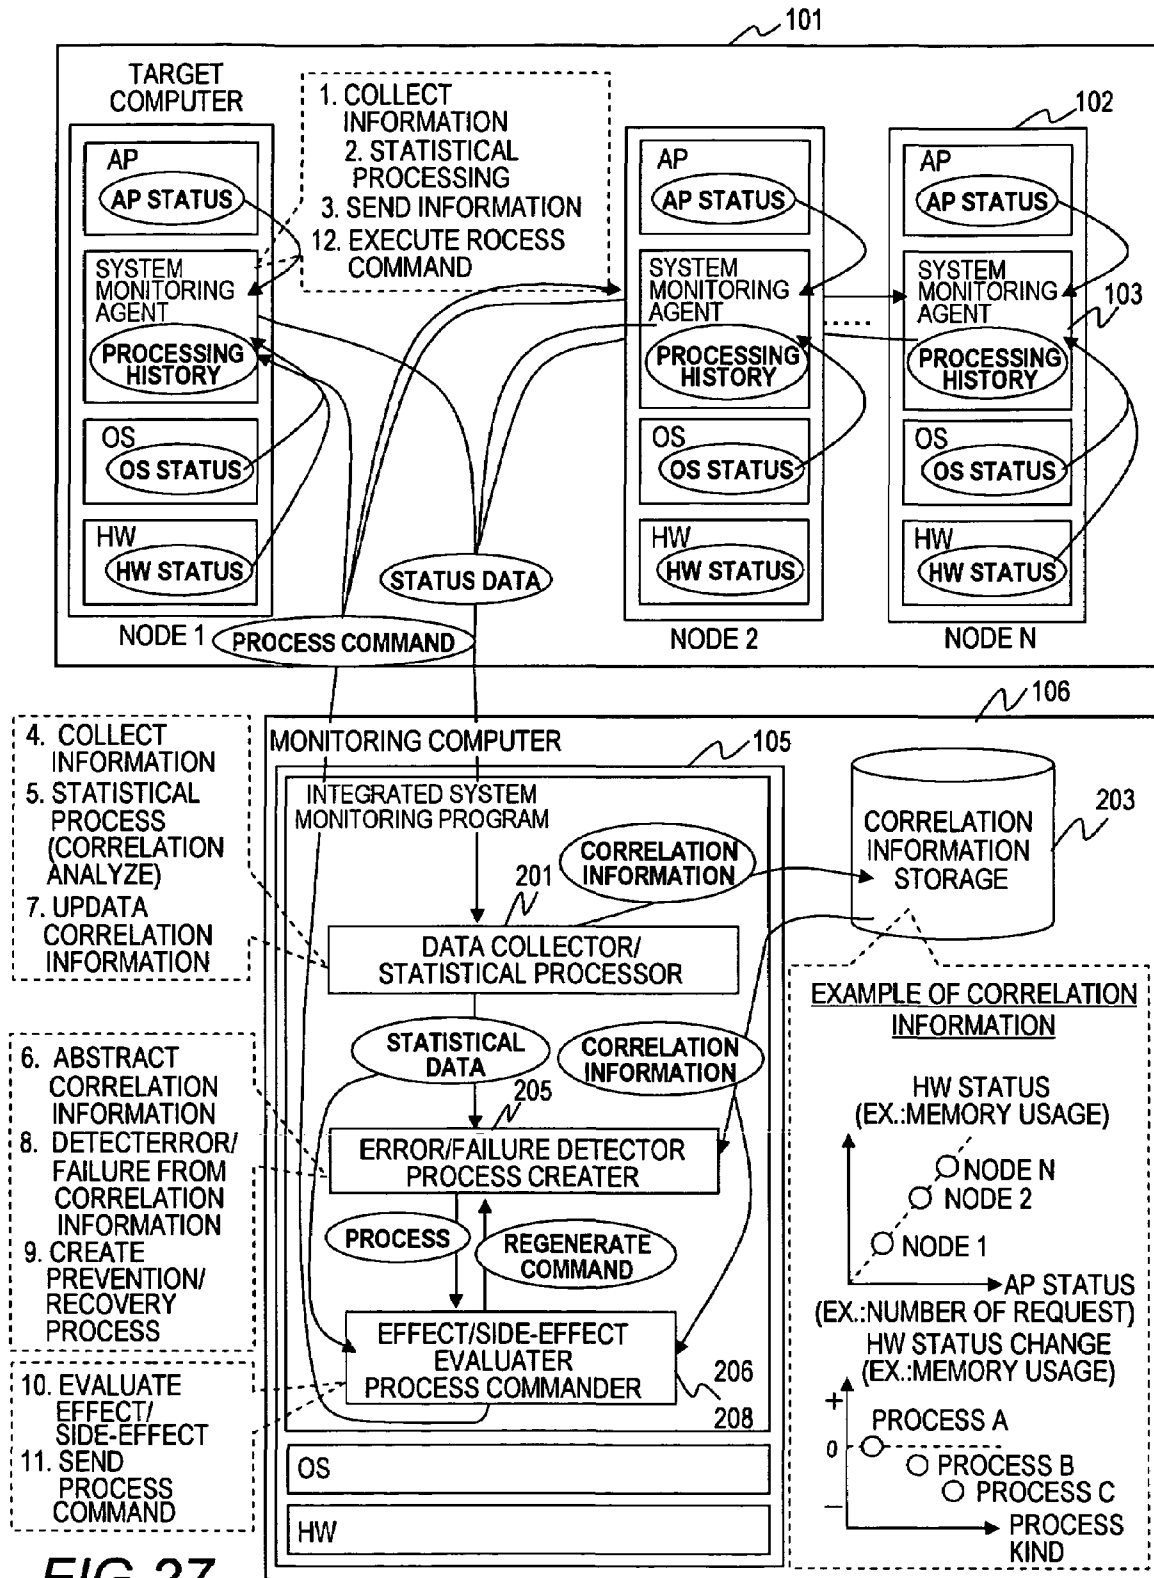 101
TARGET
COMPUTER
1. COLLECT
INFORMATION
2. STATISTICAL
PROCESSING
3. SEND INFORMATION
12. EXECUTE ROCESS
COMMAND
102
AP
AP STATUS
SYSTEM
MONITORING
AGENT
PROCESSING
HISTORY
OS
OS STATUS
HW
HW STATUS
NODE 1
AP
AP STATUS
SYSTEM
MONITORING
AGENT
PROCESSING
HISTORY
OS
OS STATUS
HW
HW STATUS
NODE 2
AP
AP STATUS
SYSTEM
MONITORING
AGENT
103
PROCESSING
HISTORY
OS
OS STATUS
HW
HW STATUS
NODE N
STATUS DATA
PROCESS COMMAND
106
4. COLLECT
INFORMATION
5. STATISTICAL
PROCESS
(CORRELATION
ANALYZE)
7. UPDATA
CORRELATION
INFORMATION
6. ABSTRACT
CORRELATION
INFORMATION
8. DETECTERROR/
FAILURE FROM
CORRELATION
INFORMATION
9. CREATE
PREVENTION/
RECOVERY
PROCESS
10. EVALUATE
EFFECT/
SIDE-EFFECT
11. SEND
PROCESS
COMMAND
MONITORING COMPUTER
105
INTEGRATED SYSTEM
MONITORING PROGRAM
CORRELATION
INFORMATION
201
DATA COLLECTOR/
STATISTICAL PROCESSOR
STATISTICAL
DATA
CORRELATION
INFORMATION
205
ERROR/FAILURE DETECTOR
PROCESS CREATER
PROCESS
REGENERATE
COMMAND
EFFECT/SIDE-EFFECT
EVALUATER
PROCESS COMMANDER
206
208
OS
HW
CORRELATION
INFORMATION
STORAGE
203
EXAMPLE OF CORRELATION
INFORMATION
HW STATUS
(EX.:MEMORY USAGE)
NODE N
NODE 2
NODE 1
AP STATUS
(EX.:NUMBER OF REQUEST)
HW STATUS CHANGE
(EX.:MEMORY USAGE)
+
PROCESS A
0
PROCESS B
PROCESS C
−
PROCESS
KIND
FIG.27